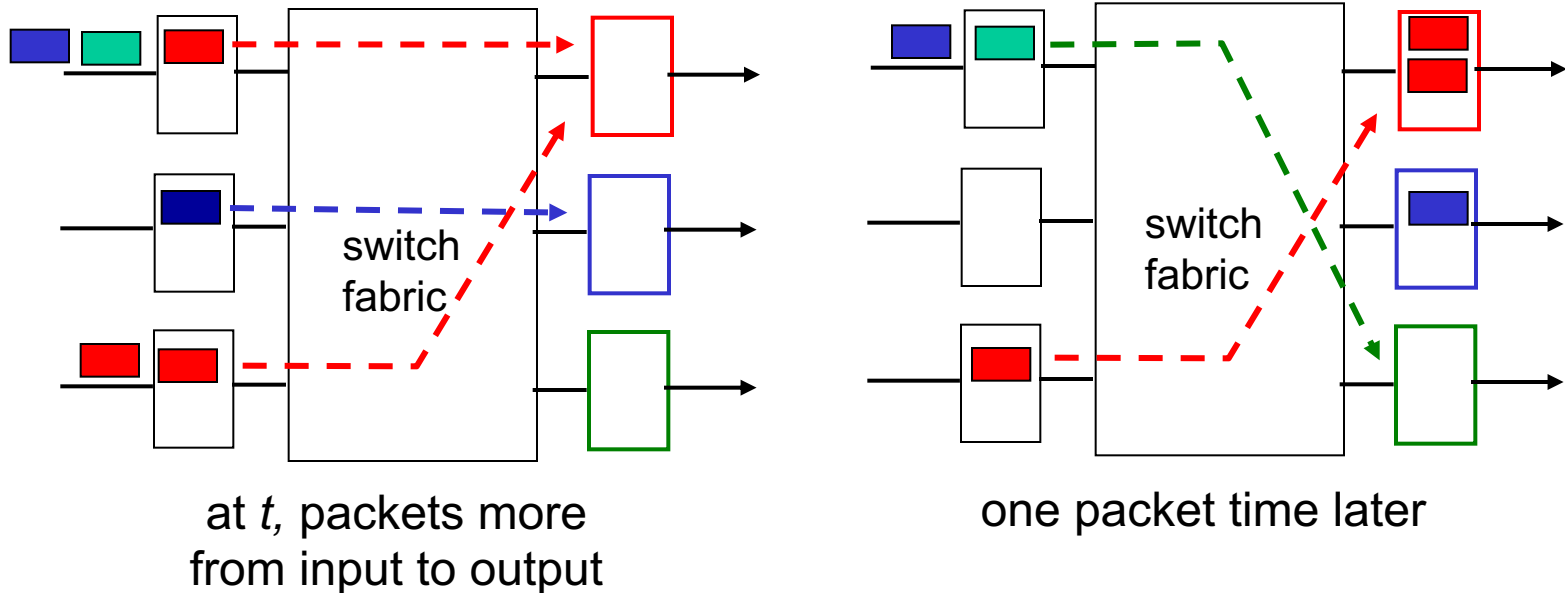 switch
fabric
at t, packets more
from input to output
switch
fabric
one packet time later